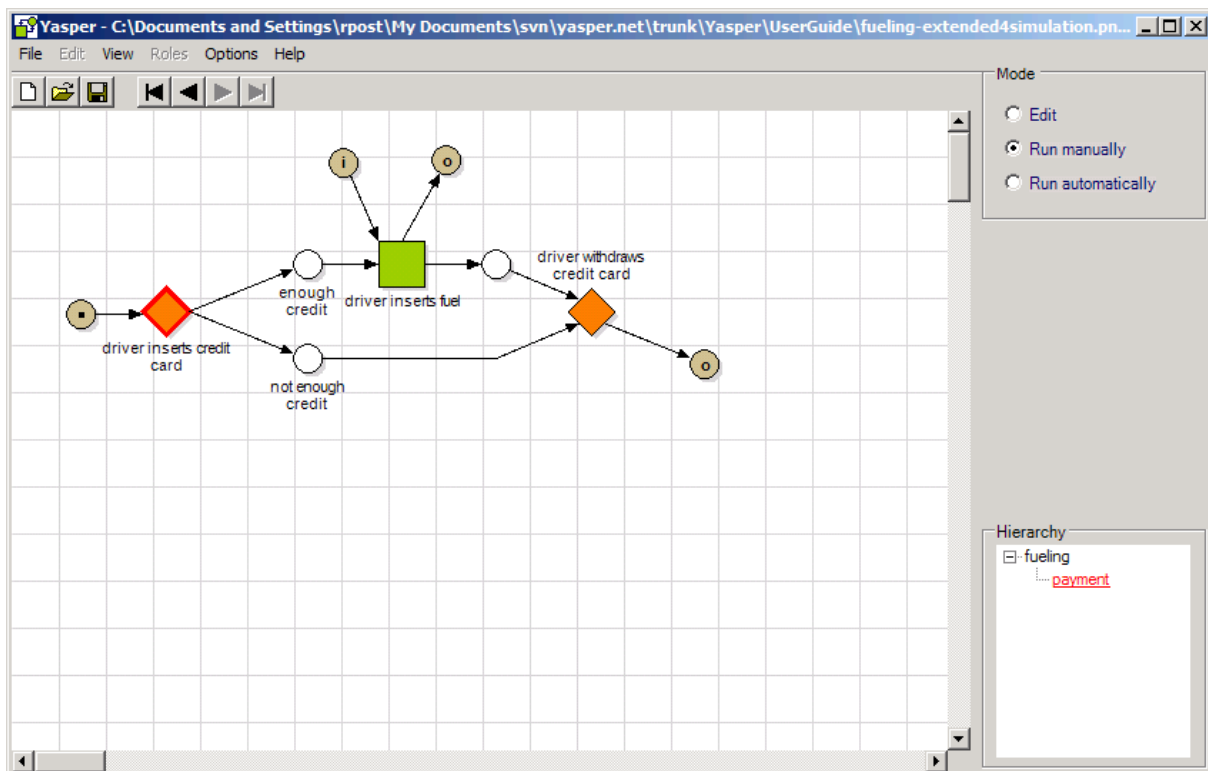 Yasper - C:\Documents and Settings\rpost\My Documents\svn\yasper.net\trunk\Yasper\UserGuide\fueling-extended4simulation.pn...
File Edit View Roles Options Help
Mode
Edit
Run manually
Run automatically
i
o
driver withdraws
credit card
enough
credit
driver inserts fuel
driver inserts credit
card
not enough
credit
o
Hierarchy
fueling
payment